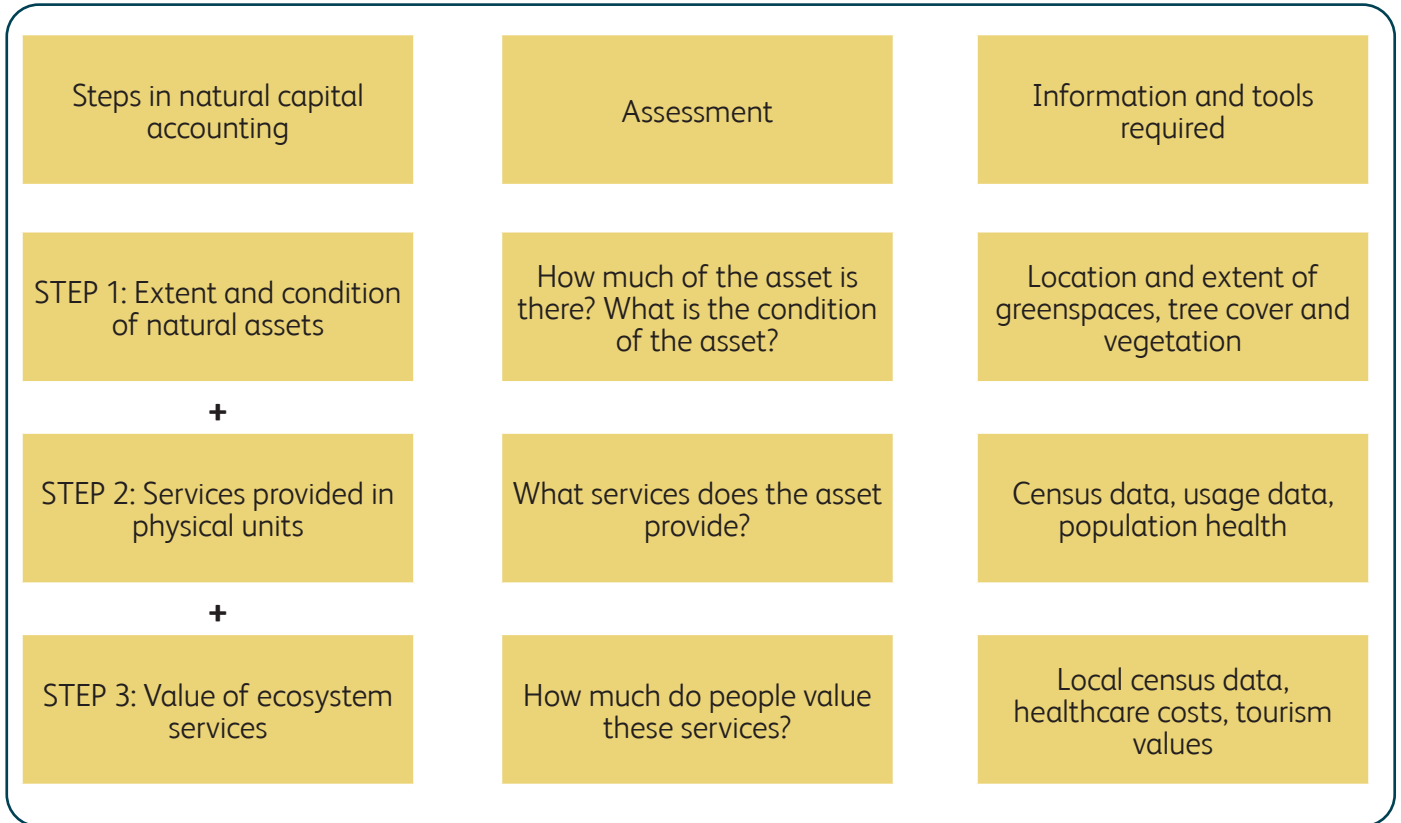 Steps in natural capital
accounting
Assessment
Information and tools
required
STEP 1: Extent and condition
of natural assets
How much of the asset is
there? What is the condition
of the asset?
Location and extent of
greenspaces, tree cover and
vegetation
+
STEP 2: Services provided in
physical units
What services does the asset
provide?
Census data, usage data,
population health
+
STEP 3: Value of ecosystem
services
How much do people value
these services?
Local census data,
healthcare costs, tourism
values